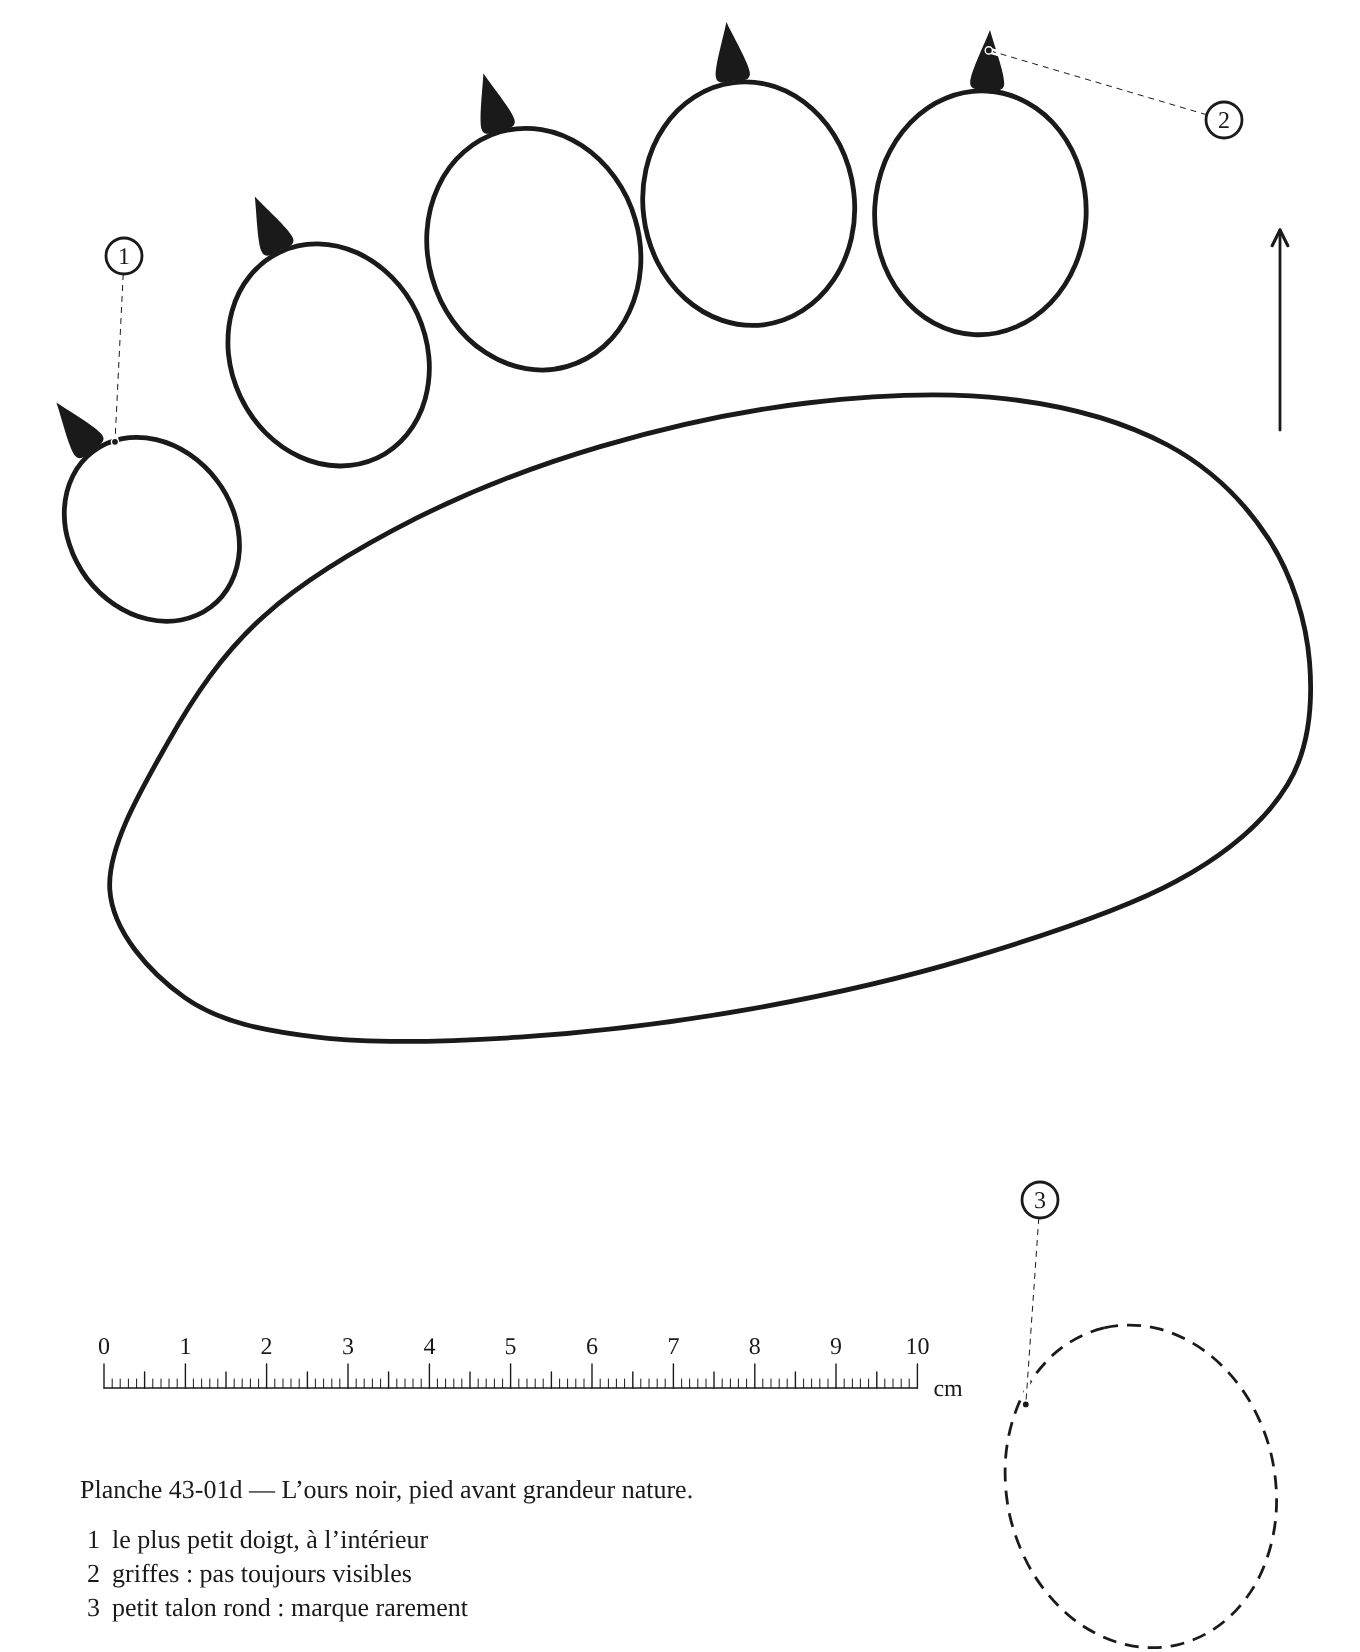 2
1
3
0 1 2 3 4 5 6 7 8 9 10
cm
Planche 43-01d — L’ours noir, pied avant grandeur nature.
1 le plus petit doigt, à l’intérieur
2 griffes : pas toujours visibles
3 petit talon rond : marque rarement